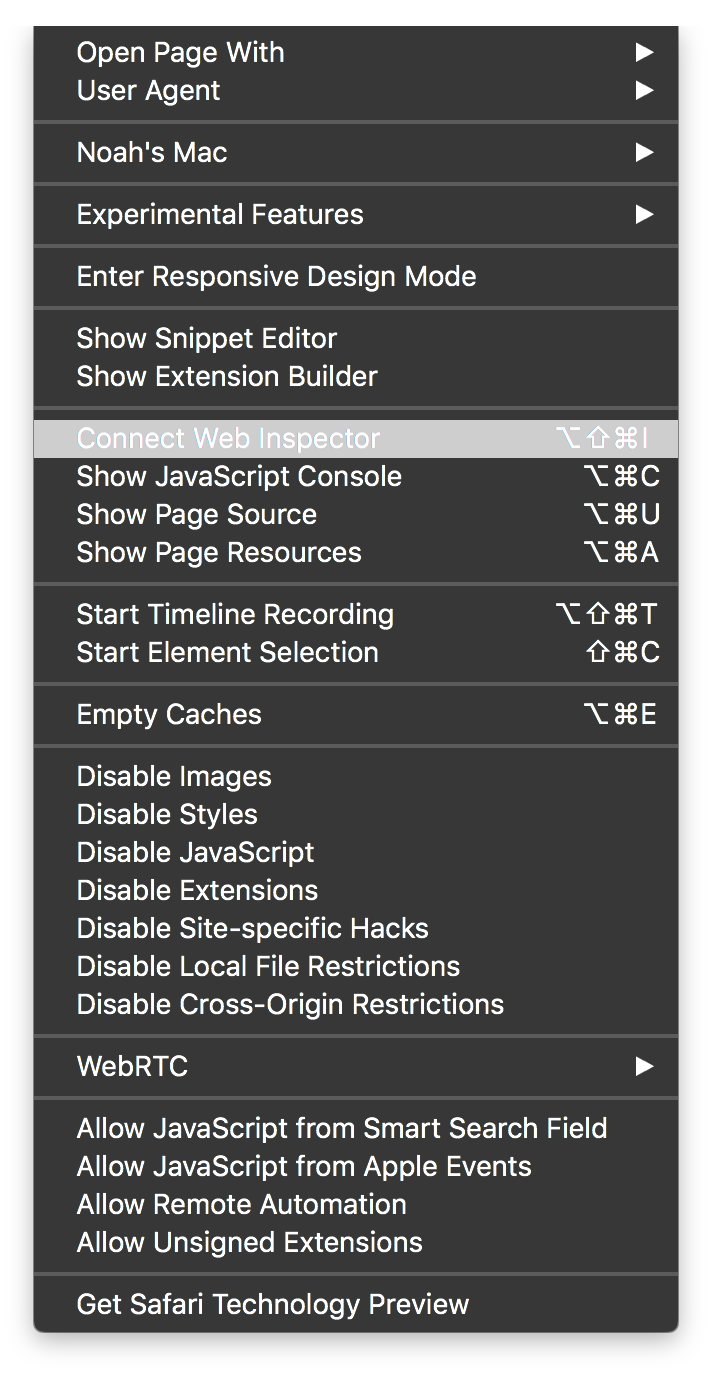 Open Page With ▶
User Agent ▶
Noah's Mac ▶
Experimental Features ▶
Enter Responsive Design Mode
Show Snippet Editor
Show Extension Builder
Connect Web Inspector ⌥⇧⌘I
Show JavaScript Console ⌥⌘C
Show Page Source ⌥⌘U
Show Page Resources ⌥⌘A
Start Timeline Recording ⌥⇧⌘T
Start Element Selection ⇧⌘C
Empty Caches ⌥⌘E
Disable Images
Disable Styles
Disable JavaScript
Disable Extensions
Disable Site-specific Hacks
Disable Local File Restrictions
Disable Cross-Origin Restrictions
WebRTC ▶
Allow JavaScript from Smart Search Field
Allow JavaScript from Apple Events
Allow Remote Automation
Allow Unsigned Extensions
Get Safari Technology Preview